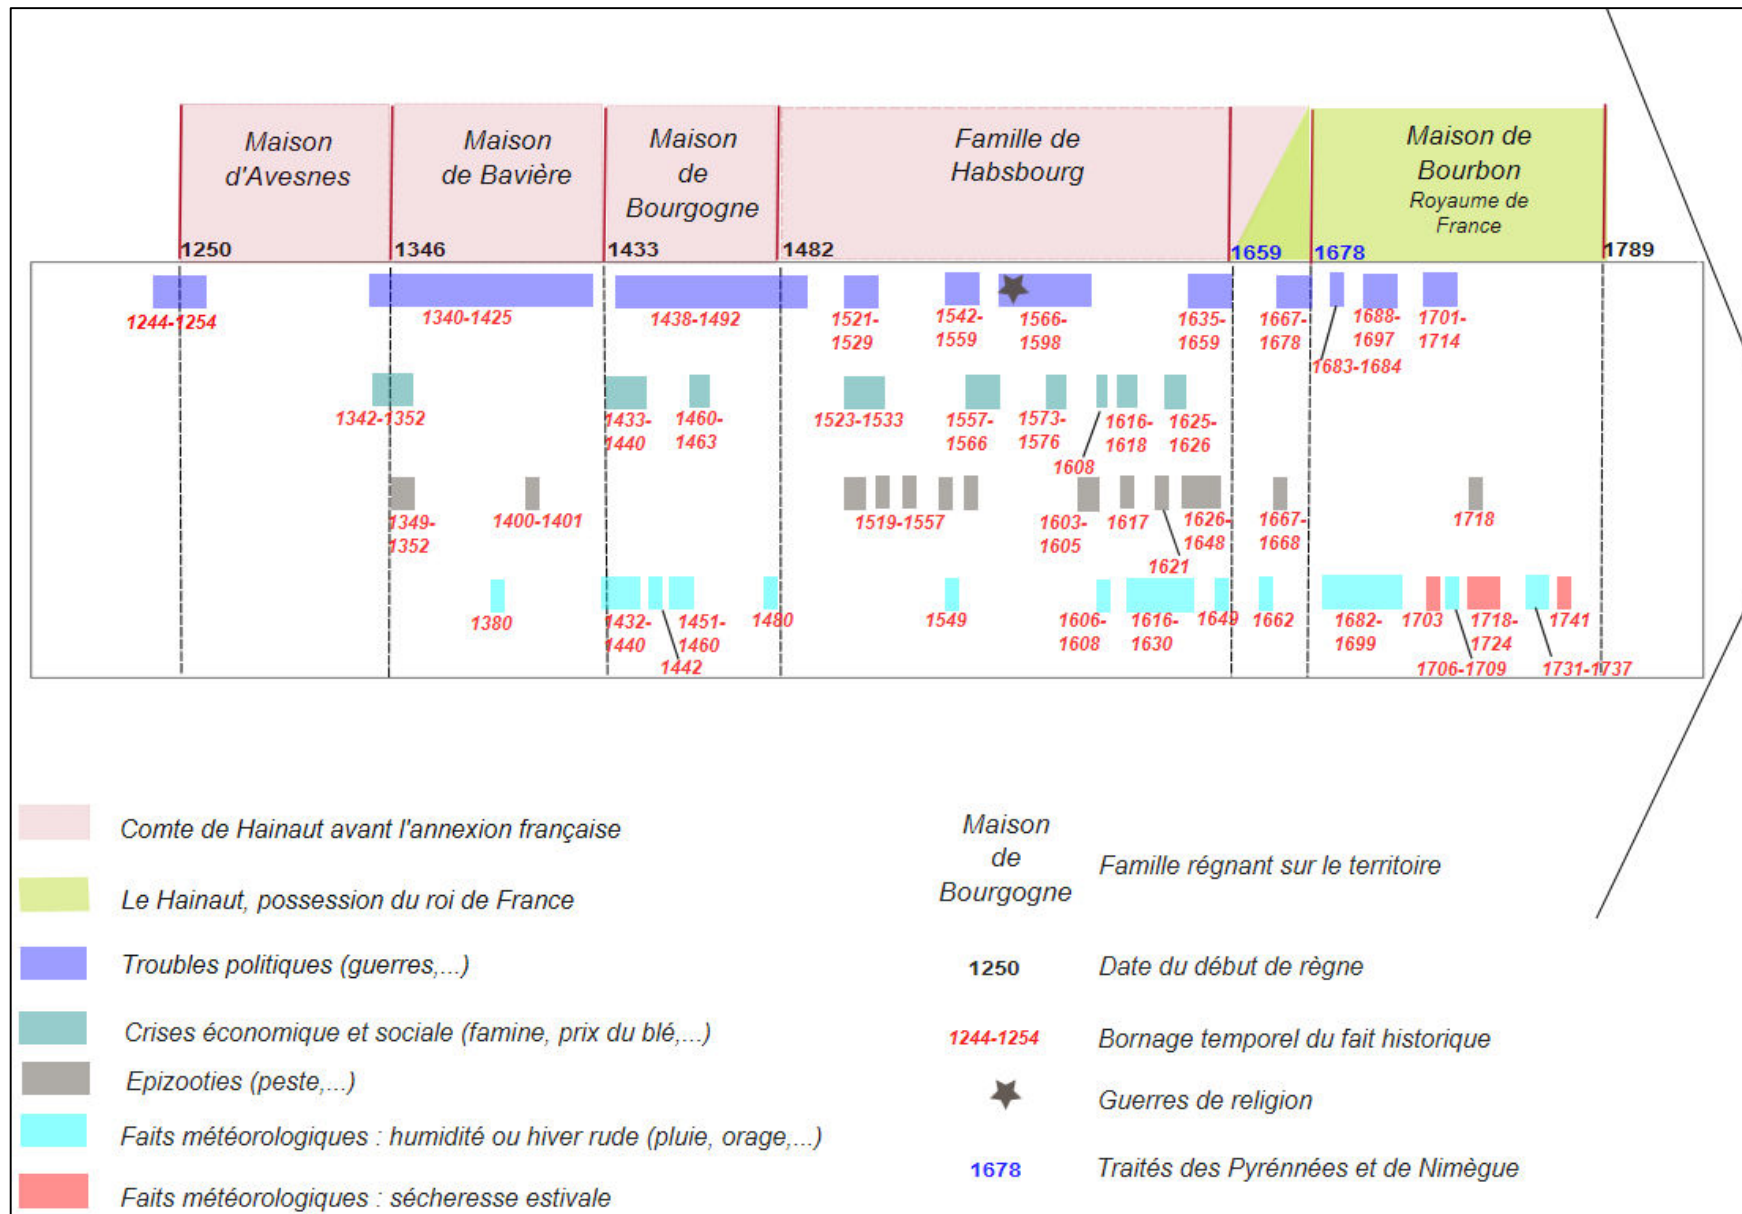 Maison
d'Avesnes
Maison
de Bavière
Maison
de
Bourgogne
Famille de
Habsbourg
Maison de
Bourbon
Royaume de
France
1250
1346
1433
1482
1659
1678
1789
1244-1254
1340-1425
1438-1492
1521-
1529
1542-
1559
1566-
1598
1635-
1659
1667-
1678
1683-1684
1688-
1697
1701-
1714
1342-1352
1433-
1440
1460-
1463
1523-1533
1557-
1566
1573-
1576
1608
1616-
1618
1625-
1626
1349-
1352
1400-1401
1519-1557
1603-
1605
1617
1621
1626-
1648
1667-
1668
1718
1380
1432-
1440
1442
1451-
1460
1480
1549
1606-
1608
1616-
1630
1649
1662
1682-
1699
1703
1706-1709
1718-
1724
1731-1737
1741
Comte de Hainaut avant l'annexion française
Le Hainaut, possession du roi de France
Troubles politiques (guerres,...)
Crises économique et sociale (famine, prix du blé,...)
Epizooties (peste,...)
Faits météorologiques : humidité ou hiver rude (pluie, orage,...)
Faits météorologiques : sécheresse estivale
Maison
de
Bourgogne
Famille régnant sur le territoire
1250
Date du début de règne
1244-1254
Bornage temporel du fait historique
Guerres de religion
1678
Traités des Pyrénnées et de Nimègue